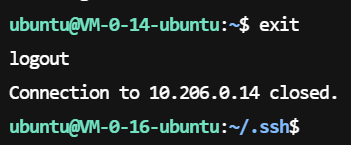 ubuntu@VM-0-14-ubuntu:~$ exit
logout
Connection to 10.206.0.14 closed.
ubuntu@VM-0-16-ubuntu:~/.ssh$